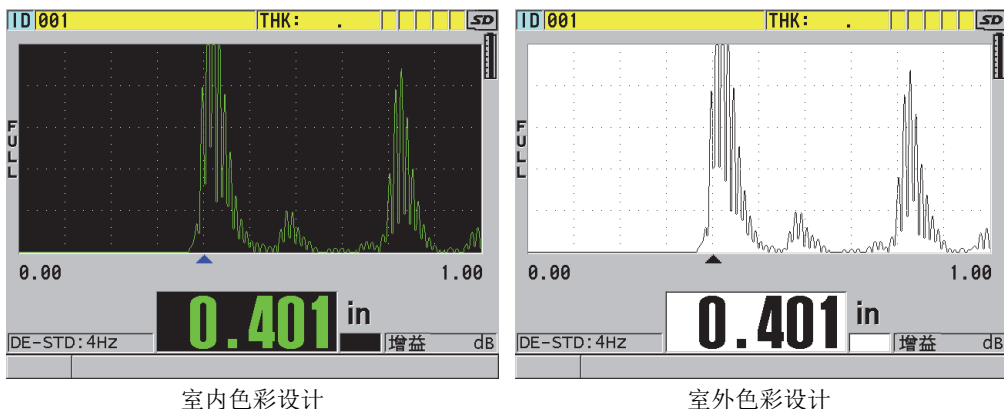 ID 001 THK: . SD
FULL
0.00 1.00
0.401 in
DE-STD:4Hz 增益 dB
室内色彩设计
ID 001 THK: . SD
FULL
0.00 1.00
0.401 in
DE-STD:4Hz 增益 dB
室外色彩设计